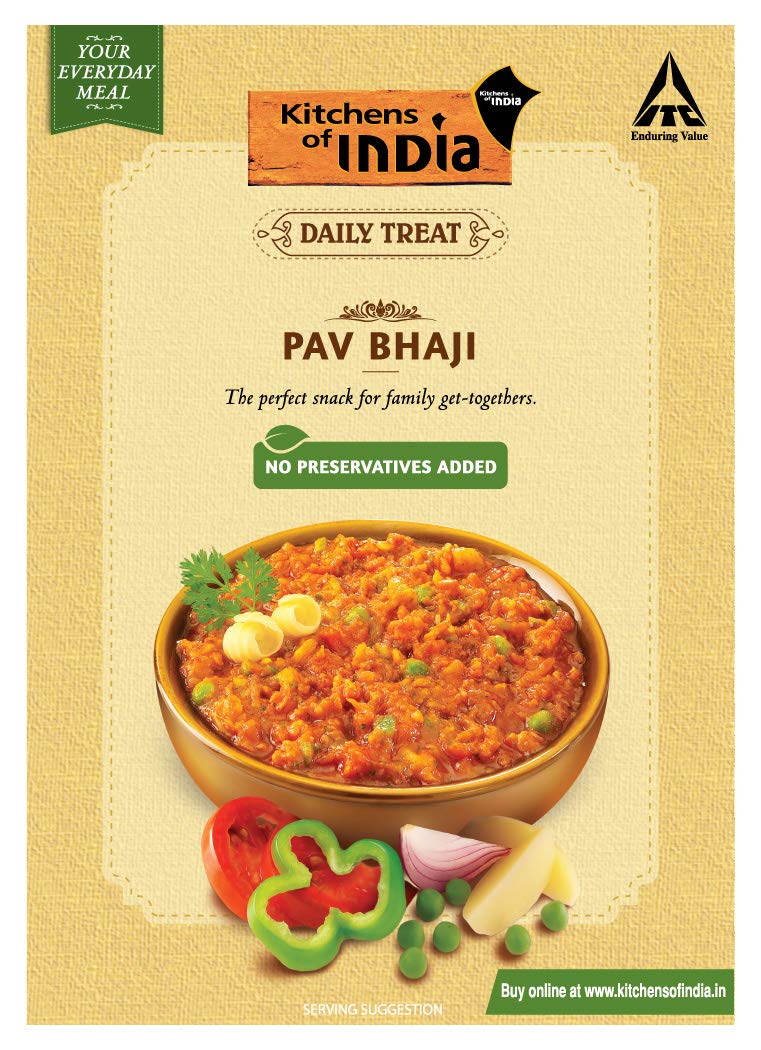 YOUR
EVERYDAY
MEAL
Kitchens
of INDIA
Kitchens
of INDIA
ITC
Enduring Value
DAILY TREAT
PAV BHAJI
The perfect snack for family get-togethers.
NO PRESERVATIVES ADDED
Buy online at www.kitchensofindia.in
SERVING SUGGESTION